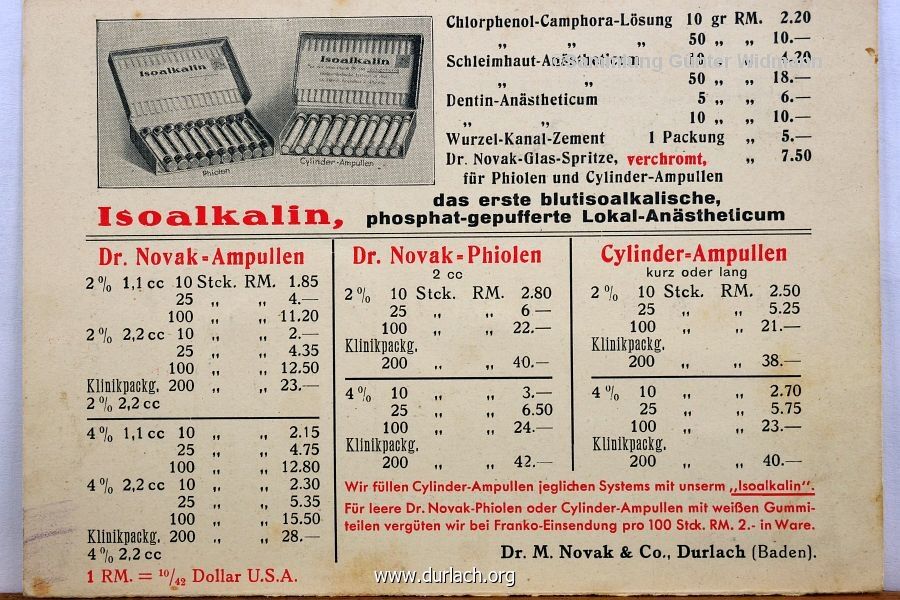 Isoalkalin
Isoalkalin
Phiolen
Cylinder-Ampullen
Chlorphenol-Camphora-Lösung 10 gr RM. 2.20
„ „ „ 50 „ „ 10.—
Schleimhaut-Anästheticum 10 „ „ 4.20
„ „ 50 „ „ 18.—
Dentin-Anästheticum 5 „ „ 6.—
„ „ 10 „ „ 10.—
Wurzel-Kanal-Zement 1 Packung „ 5.—
Dr. Novak-Glas-Spritze, verchromt, „ 7.50
für Phiolen und Cylinder-Ampullen
Günter Widmann
Isoalkalin, das erste blutisoalkalische,
phosphat-gepufferte Lokal-Anästheticum
Dr. Novak-Ampullen
2% 1,1 cc 10 Stck. RM. 1.85
25 „ „ 4.—
100 „ „ 11.20
2% 2,2 cc 10 „ „ 2.—
25 „ „ 4.35
100 „ „ 12.50
Klinikpackg. 200 „ „ 23.—
2% 2,2 cc
4% 1,1 cc 10 „ „ 2.15
25 „ „ 4.75
100 „ „ 12.80
4% 2,2 cc 10 „ „ 2.30
25 „ „ 5.35
100 „ „ 15.50
Klinikpackg. 200 „ „ 28.—
4% 2,2 cc
1 RM. = 10/42 Dollar U.S.A.
Dr. Novak-Phiolen
2 cc
2% 10 Stck. RM. 2.80
25 „ „ 6 —
100 „ „ 22.—
Klinikpackg.
200 „ „ 40.—
4% 10 „ „ 3.—
25 „ „ 6.50
100 „ „ 24.—
Klinikpackg.
200 „ „ 42.—
Cylinder-Ampullen
kurz oder lang
2% 10 Stck. RM. 2.50
25 „ „ 5.25
100 „ „ 21.—
Klinikpackg.
200 „ „ 38.—
4% 10 „ „ 2.70
25 „ „ 5.75
100 „ „ 23.—
Klinikpackg.
200 „ „ 40.—
Wir füllen Cylinder-Ampullen jeglichen Systems mit unserm „Isoalkalin“.
Für leere Dr. Novak-Phiolen oder Cylinder-Ampullen mit weißen Gummi-
teilen vergüten wir bei Franko-Einsendung pro 100 Stck. RM. 2.- in Ware.
Dr. M. Novak & Co., Durlach (Baden).
www.durlach.org